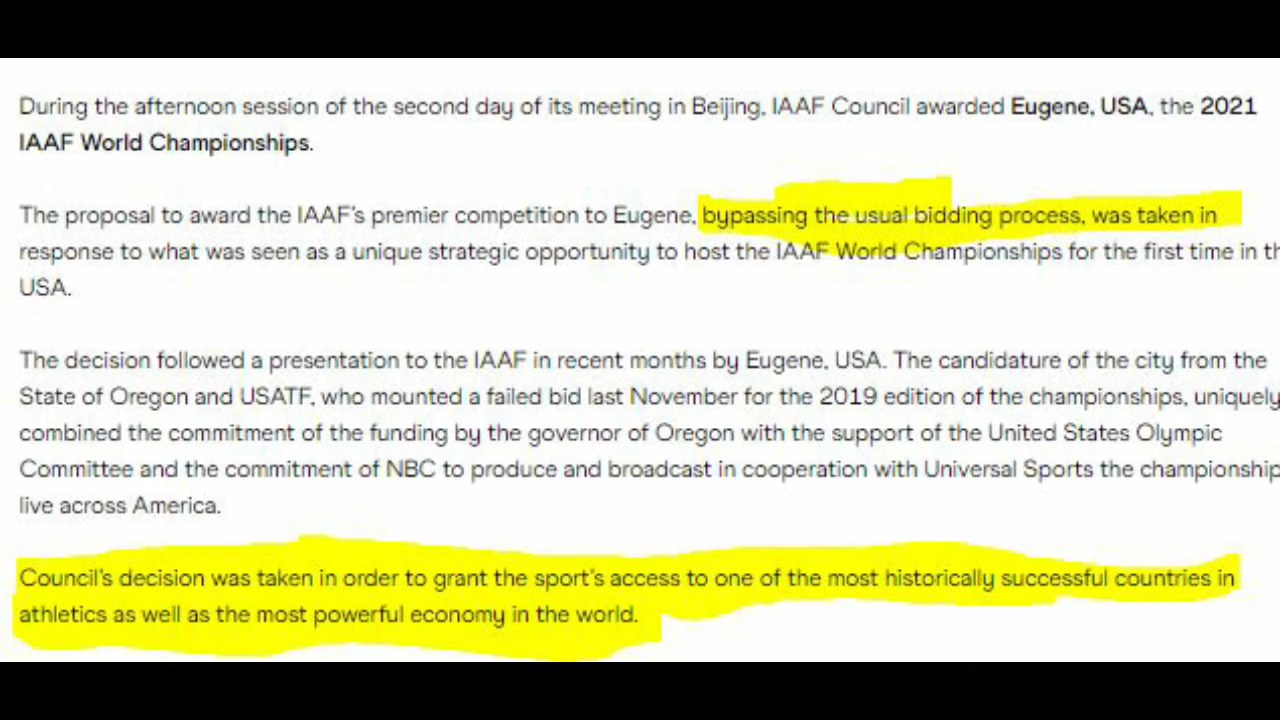 During the afternoon session of the second day of its meeting in Beijing, IAAF Council awarded Eugene, USA, the 2021
IAAF World Championships.
The proposal to award the IAAF's premier competition to Eugene, bypassing the usual bidding process, was taken in
response to what was seen as a unique strategic opportunity to host the IAAF World Championships for the first time in th
USA.
The decision followed a presentation to the IAAF in recent months by Eugene, USA. The candidature of the city from the
State of Oregon and USATF, who mounted a failed bid last November for the 2019 edition of the championships, uniquely
combined the commitment of the funding by the governor of Oregon with the support of the United States Olympic
Committee and the commitment of NBC to produce and broadcast in cooperation with Universal Sports the championship
live across America.
Council's decision was taken in order to grant the sport's access to one of the most historically successful countries in
athletics as well as the most powerful economy in the world.